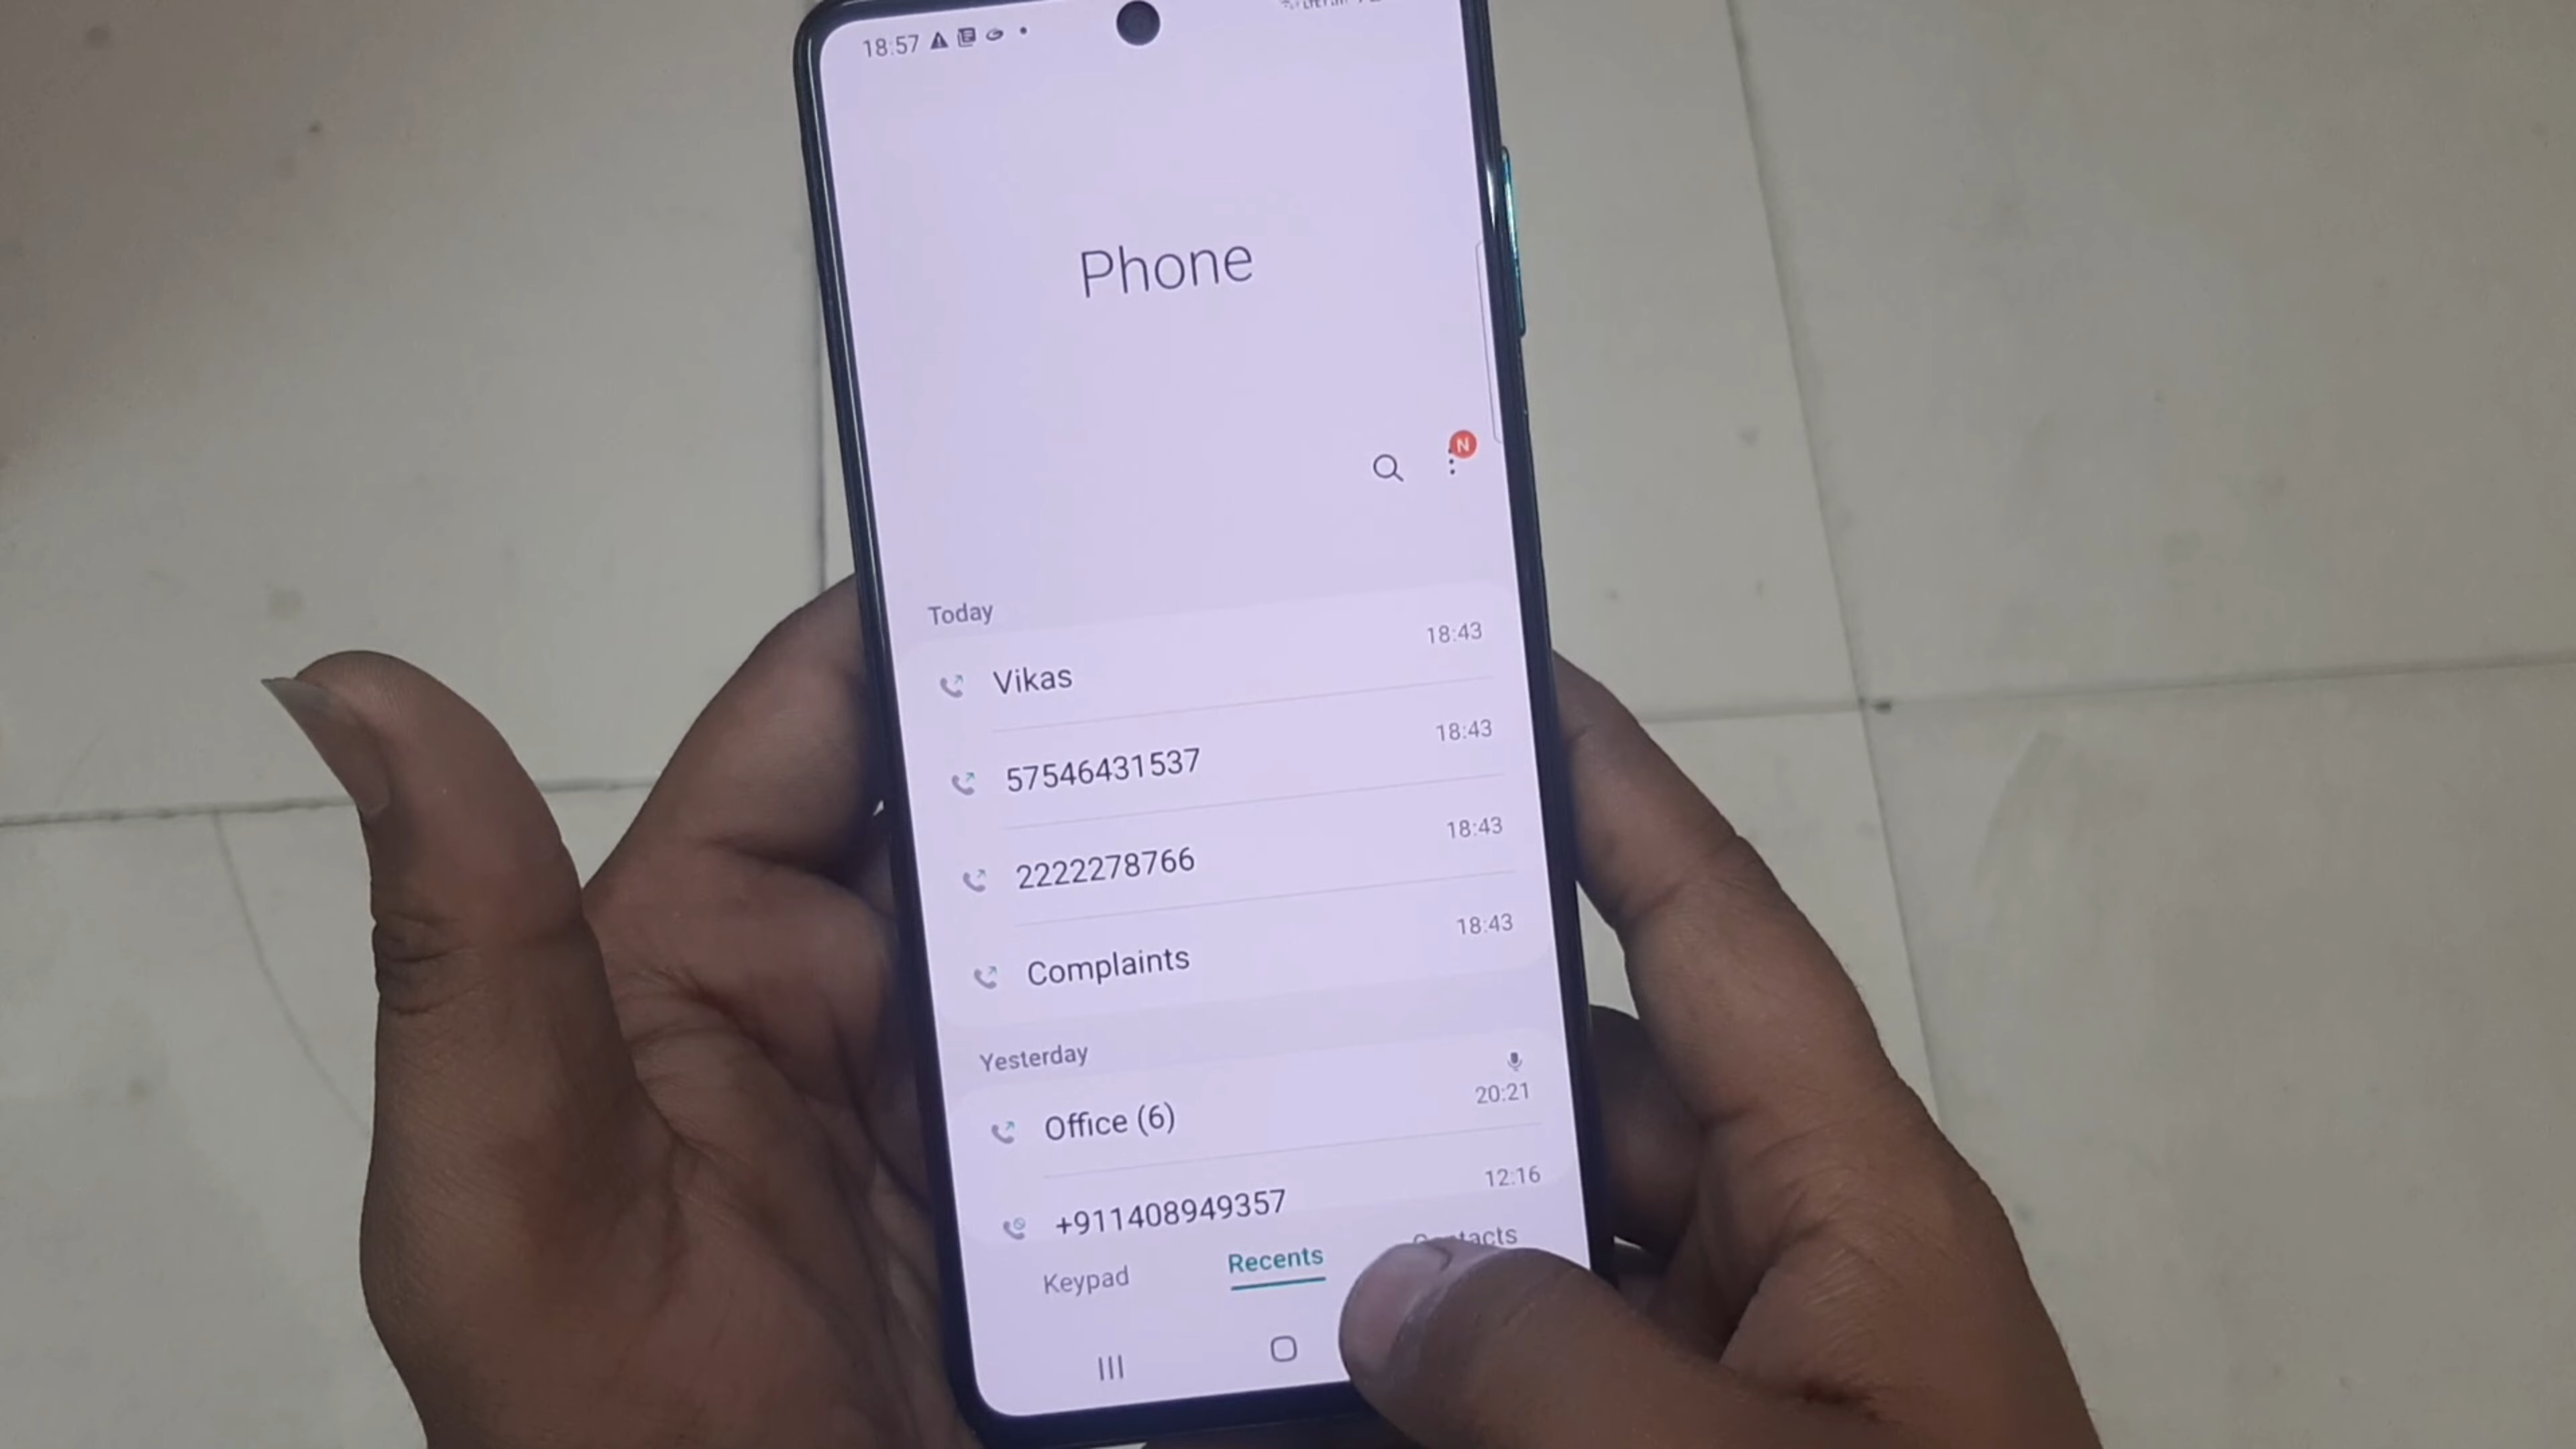 18:57
Phone
N
Today
Vikas 18:43
57546431537 18:43
2222278766 18:43
Complaints 18:43
Yesterday
Office (6) 20:21
+911408949357 12:16
Keypad Recents